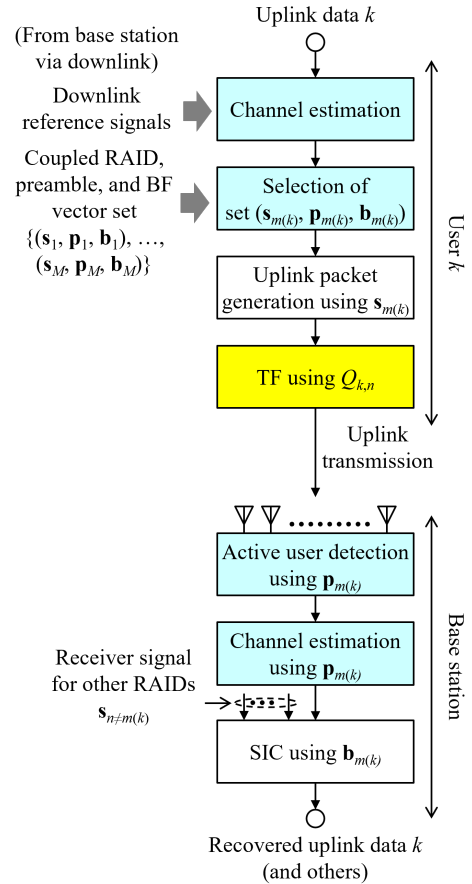 Uplink data k
(From base station
via downlink)
Downlink
reference signals
Channel estimation
Coupled RAID,
preamble, and BF
vector set
{(s1, p1, b1), …,
(sM, pM, bM)}
Selection of
set (sm(k), pm(k), bm(k))
Uplink packet
generation using sm(k)
TF using Qk,n
User k
Uplink
transmission
Active user detection
using pm(k)
Channel estimation
using pm(k)
Receiver signal
for other RAIDs
sn≠m(k)
SIC using bm(k)
Base station
Recovered uplink data k
(and others)